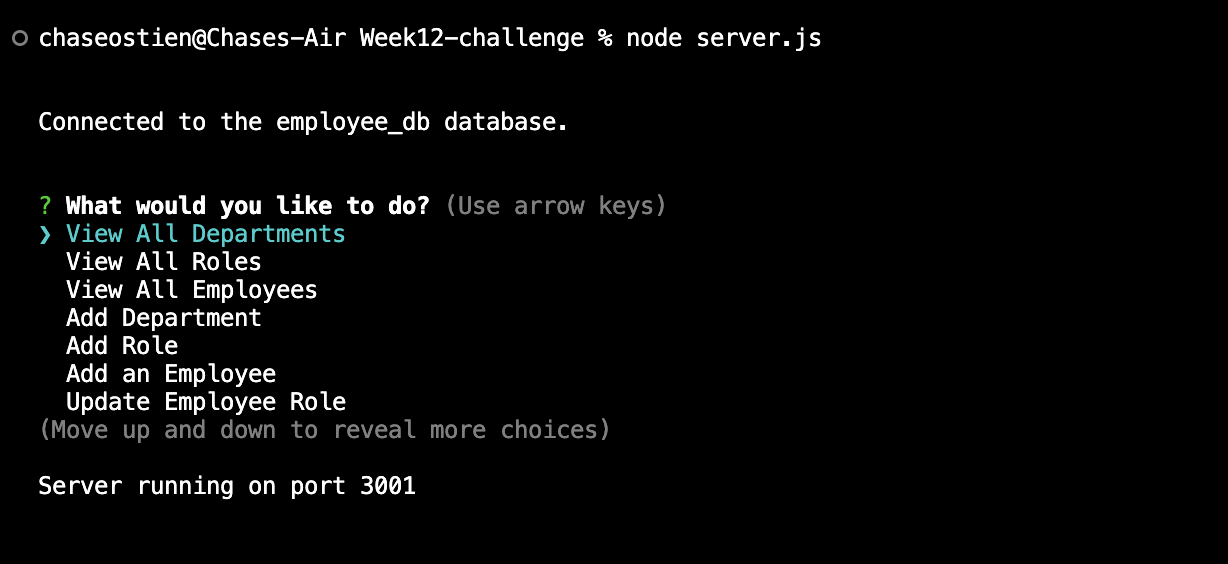 chaseostien@Chases-Air Week12-challenge % node server.js
Connected to the employee_db database.
? What would you like to do? (Use arrow keys)
❯ View All Departments
View All Roles
View All Employees
Add Department
Add Role
Add an Employee
Update Employee Role
(Move up and down to reveal more choices)
Server running on port 3001